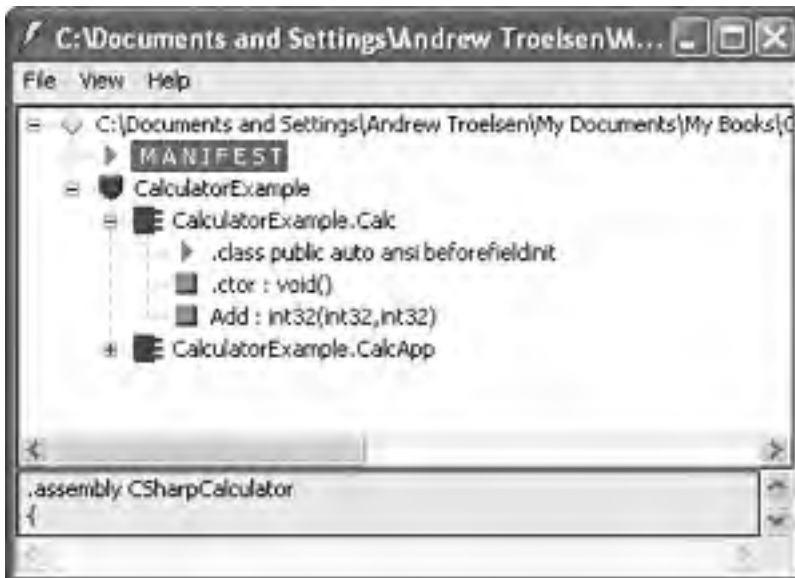 C:\Documents and Settings\Andrew Troelsen\M...
File View Help
C:\Documents and Settings\Andrew Troelsen\My Documents\My Books\C
MANIFEST
CalculatorExample
CalculatorExample.Calc
.class public auto ansi beforefieldinit
.ctor : void()
Add : int32(int32,int32)
CalculatorExample.CalcApp
.assembly CSharpCalculator
{